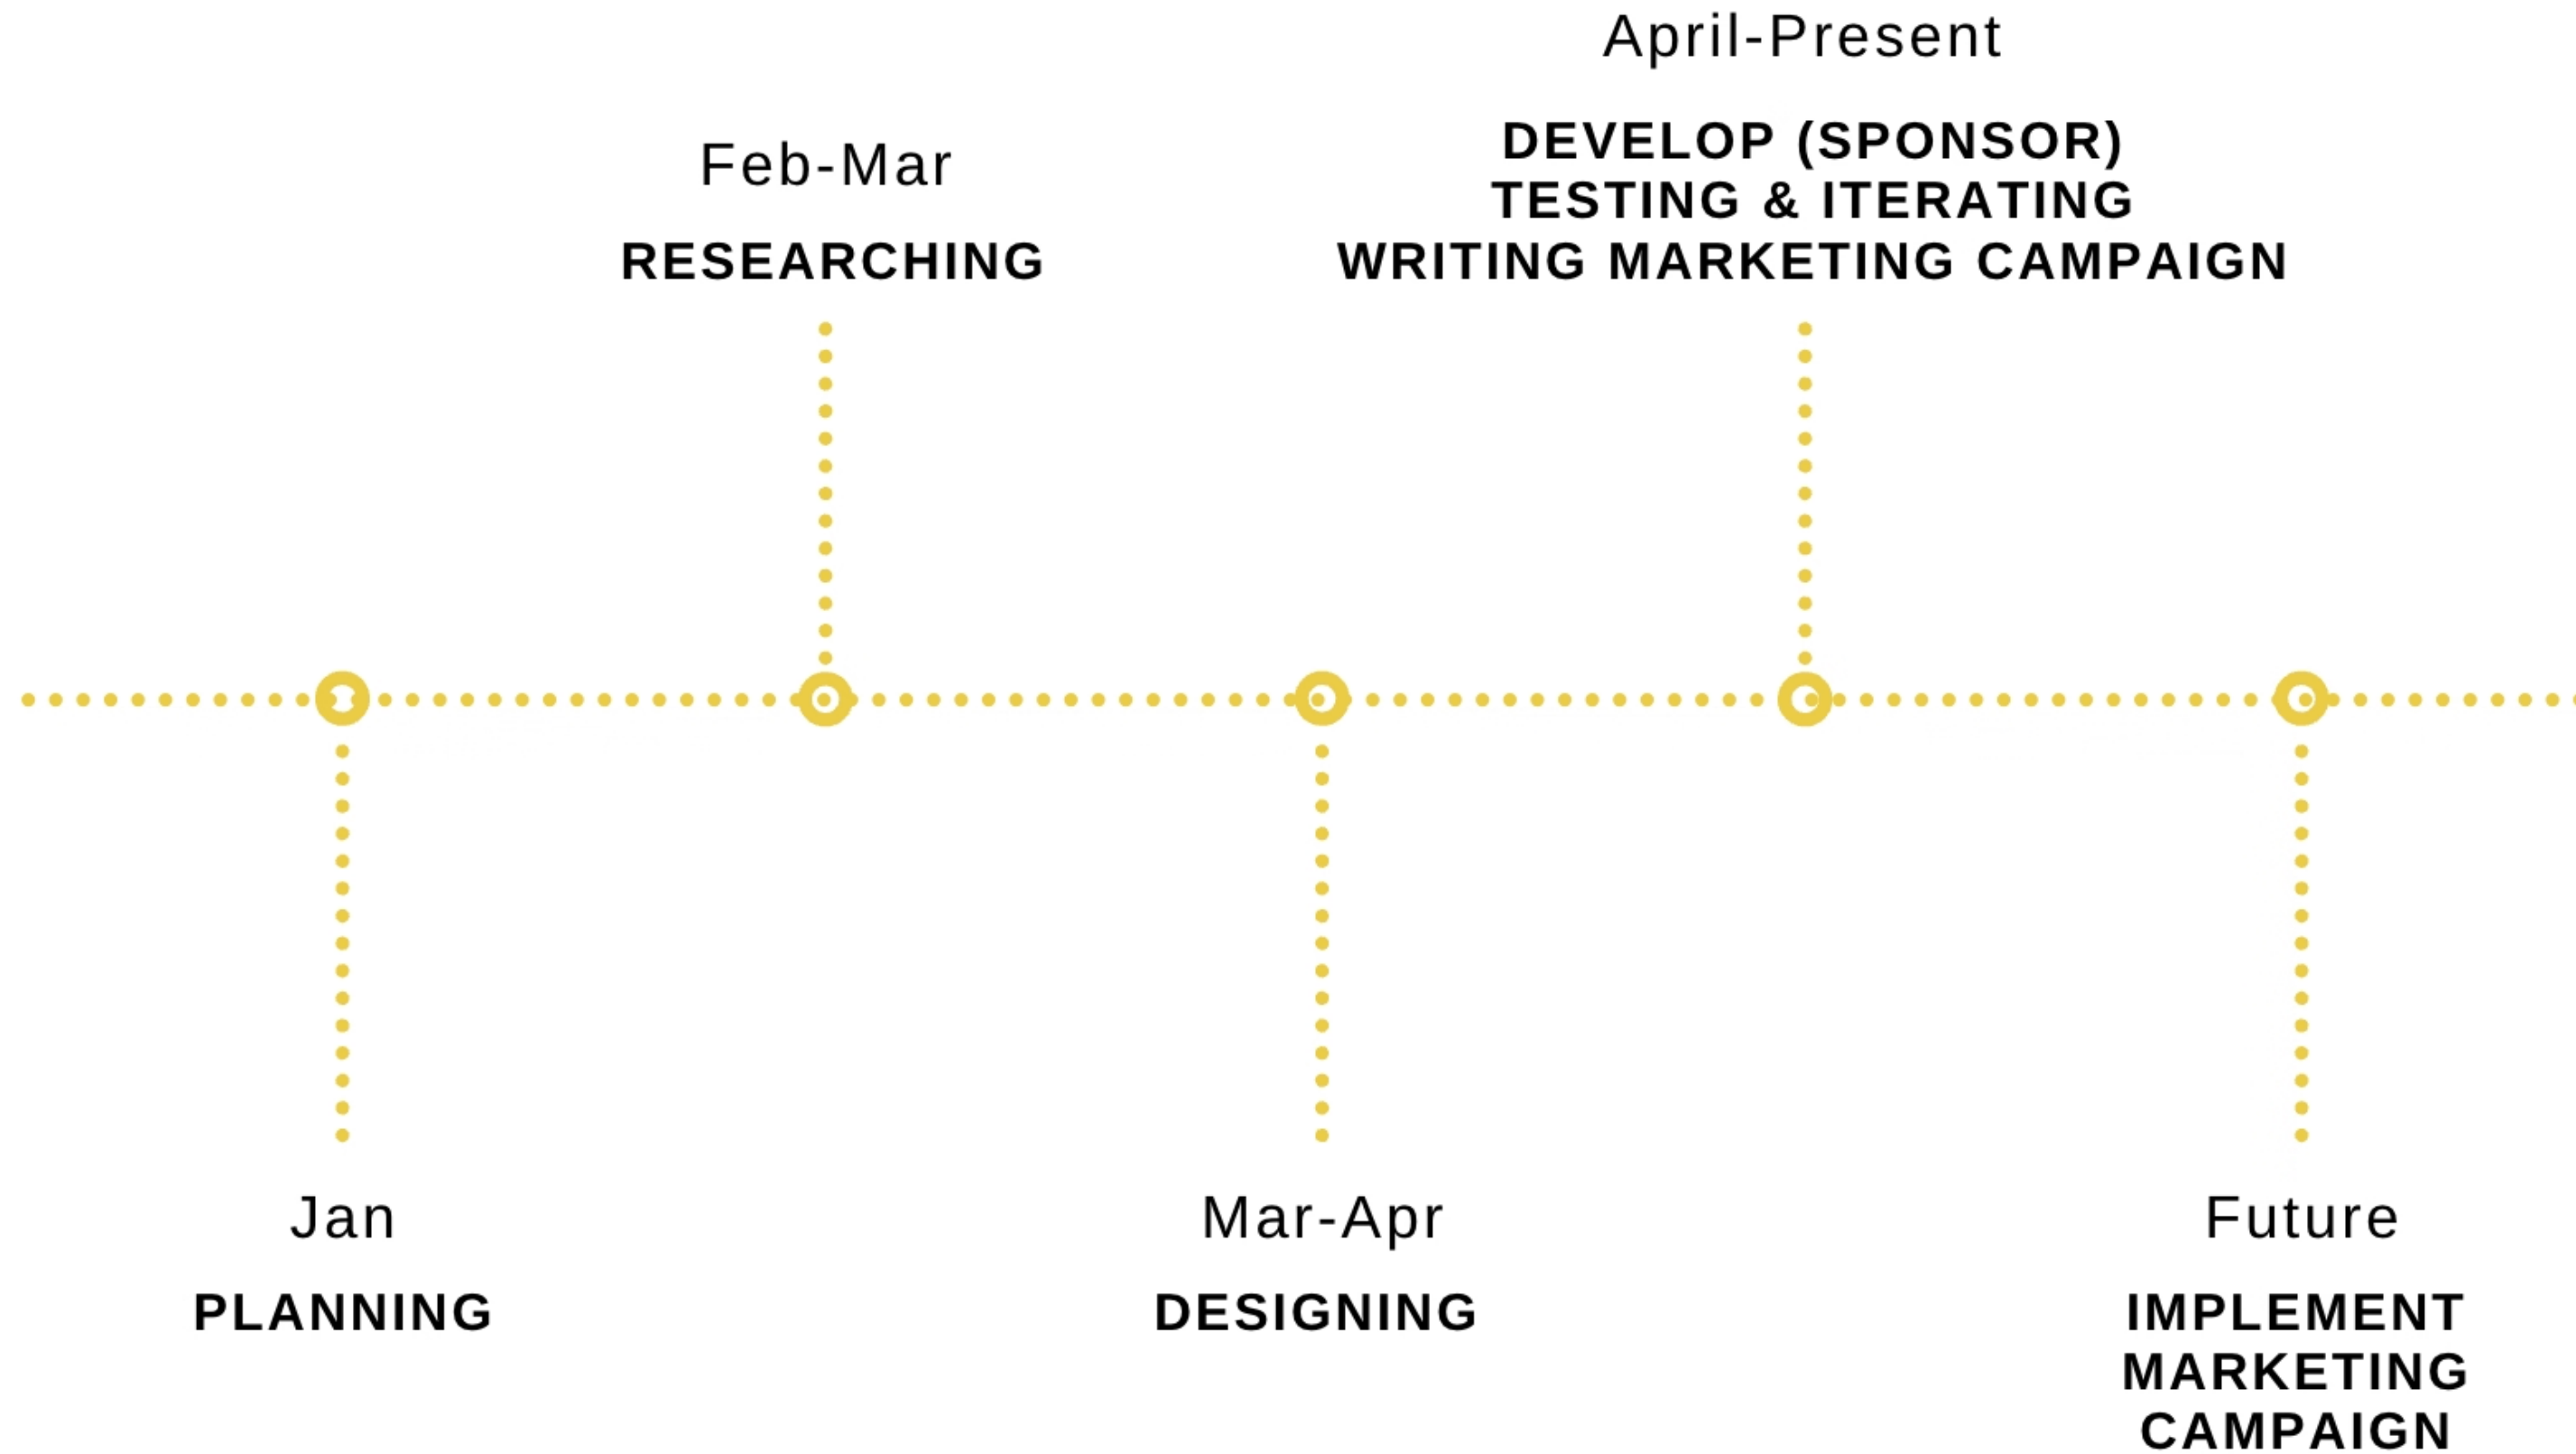 April-Present
DEVELOP (SPONSOR)
TESTING & ITERATING
WRITING MARKETING CAMPAIGN
Feb-Mar
RESEARCHING
Jan
PLANNING
Mar-Apr
DESIGNING
Future
IMPLEMENT
MARKETING
CAMPAIGN